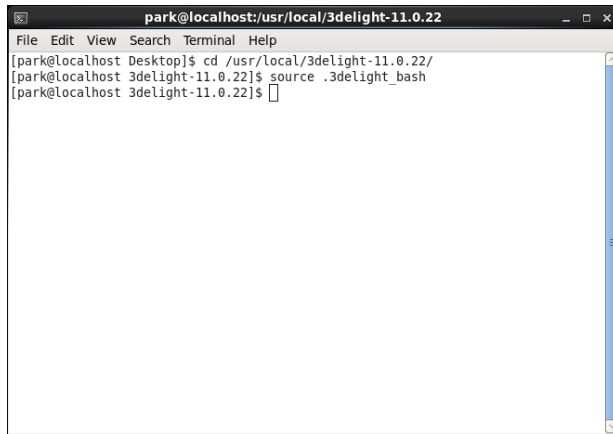 park@localhost:/usr/local/3delight-11.0.22
File Edit View Search Terminal Help
[park@localhost Desktop]$ cd /usr/local/3delight-11.0.22/
[park@localhost 3delight-11.0.22]$ source .3delight_bash
[park@localhost 3delight-11.0.22]$